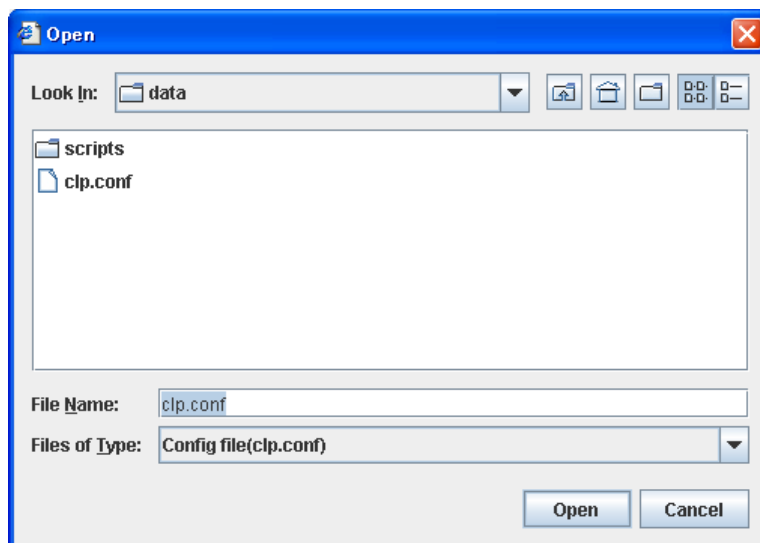 Open
Look In: data
scripts
clp.conf
File Name: clp.conf
Files of Type: Config file(clp.conf)
Open Cancel